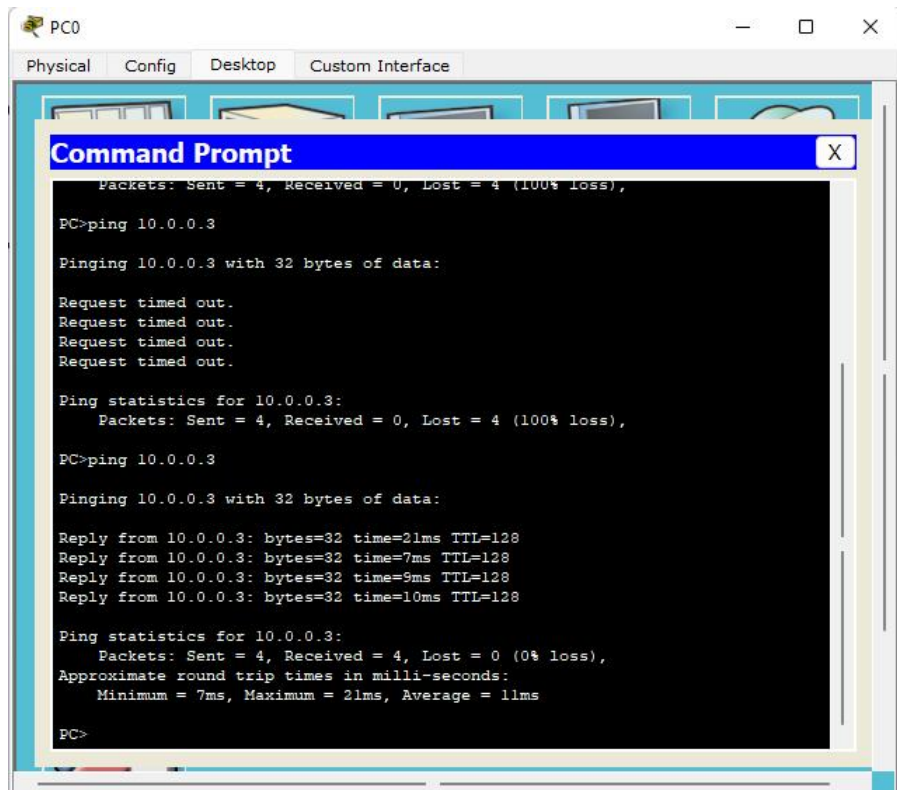 PC0
Physical Config Desktop Custom Interface
Command Prompt
X
Packets: Sent = 4, Received = 0, Lost = 4 (100% loss),
PC>ping 10.0.0.3
Pinging 10.0.0.3 with 32 bytes of data:
Request timed out.
Request timed out.
Request timed out.
Request timed out.
Ping statistics for 10.0.0.3:
Packets: Sent = 4, Received = 0, Lost = 4 (100% loss),
PC>ping 10.0.0.3
Pinging 10.0.0.3 with 32 bytes of data:
Reply from 10.0.0.3: bytes=32 time=21ms TTL=128
Reply from 10.0.0.3: bytes=32 time=7ms TTL=128
Reply from 10.0.0.3: bytes=32 time=9ms TTL=128
Reply from 10.0.0.3: bytes=32 time=10ms TTL=128
Ping statistics for 10.0.0.3:
Packets: Sent = 4, Received = 4, Lost = 0 (0% loss),
Approximate round trip times in milli-seconds:
Minimum = 7ms, Maximum = 21ms, Average = 11ms
PC>